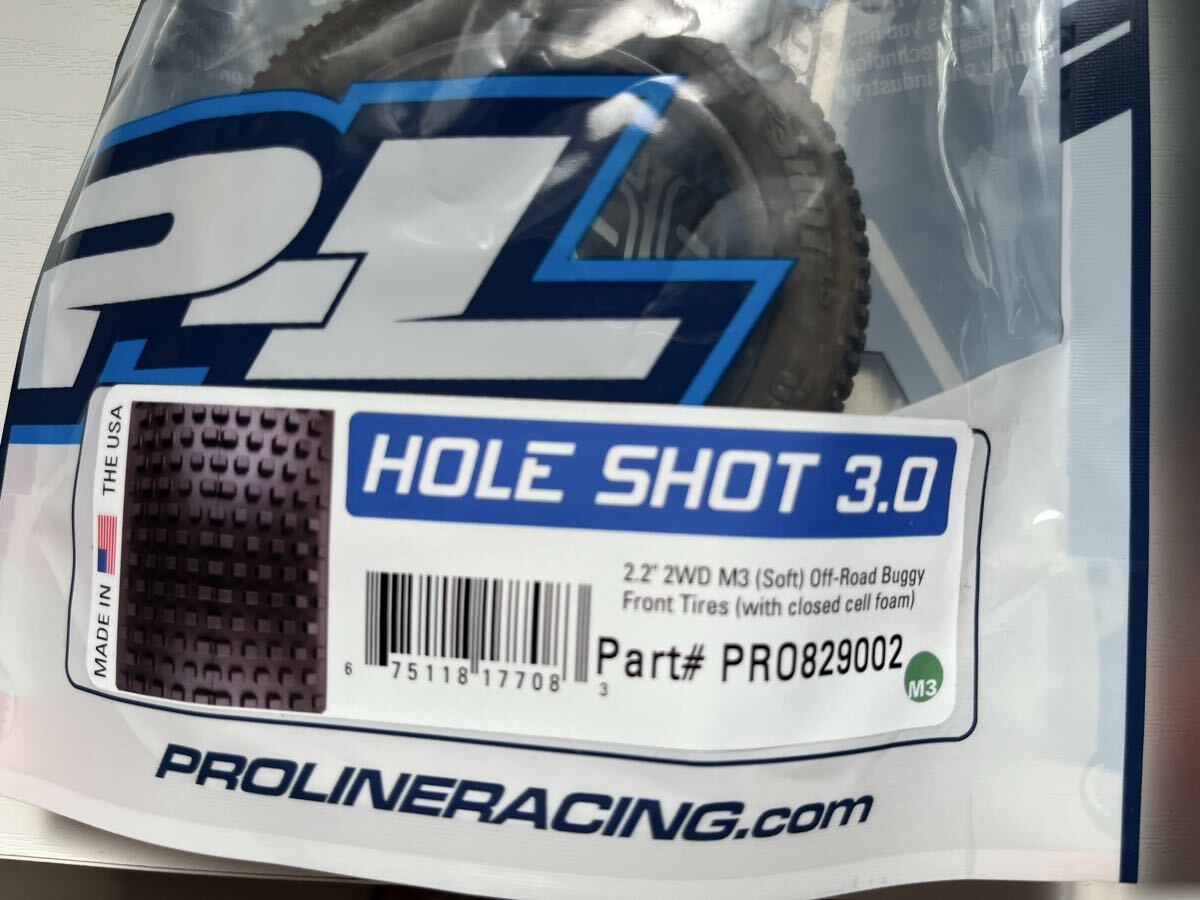 PL
HOLE SHOT 3.0
MADE IN THE USA
2.2" 2WD M3 (Soft) Off-Road Buggy
Front Tires (with closed cell foam)
6 75118 17708 3
Part# PRO829002
M3
PROLINERACING.com